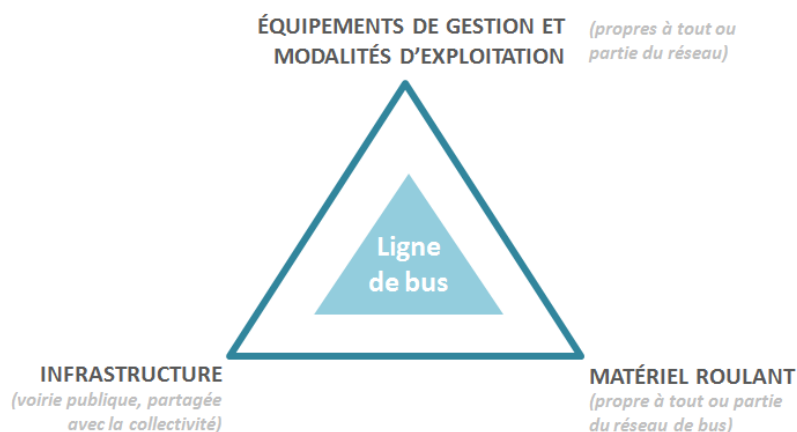 ÉQUIPEMENTS DE GESTION ET
MODALITÉS D'EXPLOITATION
(propres à tout ou
partie du réseau)
Ligne
de bus
INFRASTRUCTURE
(voirie publique, partagée
avec la collectivité)
MATÉRIEL ROULANT
(propre à tout ou partie
du réseau de bus)